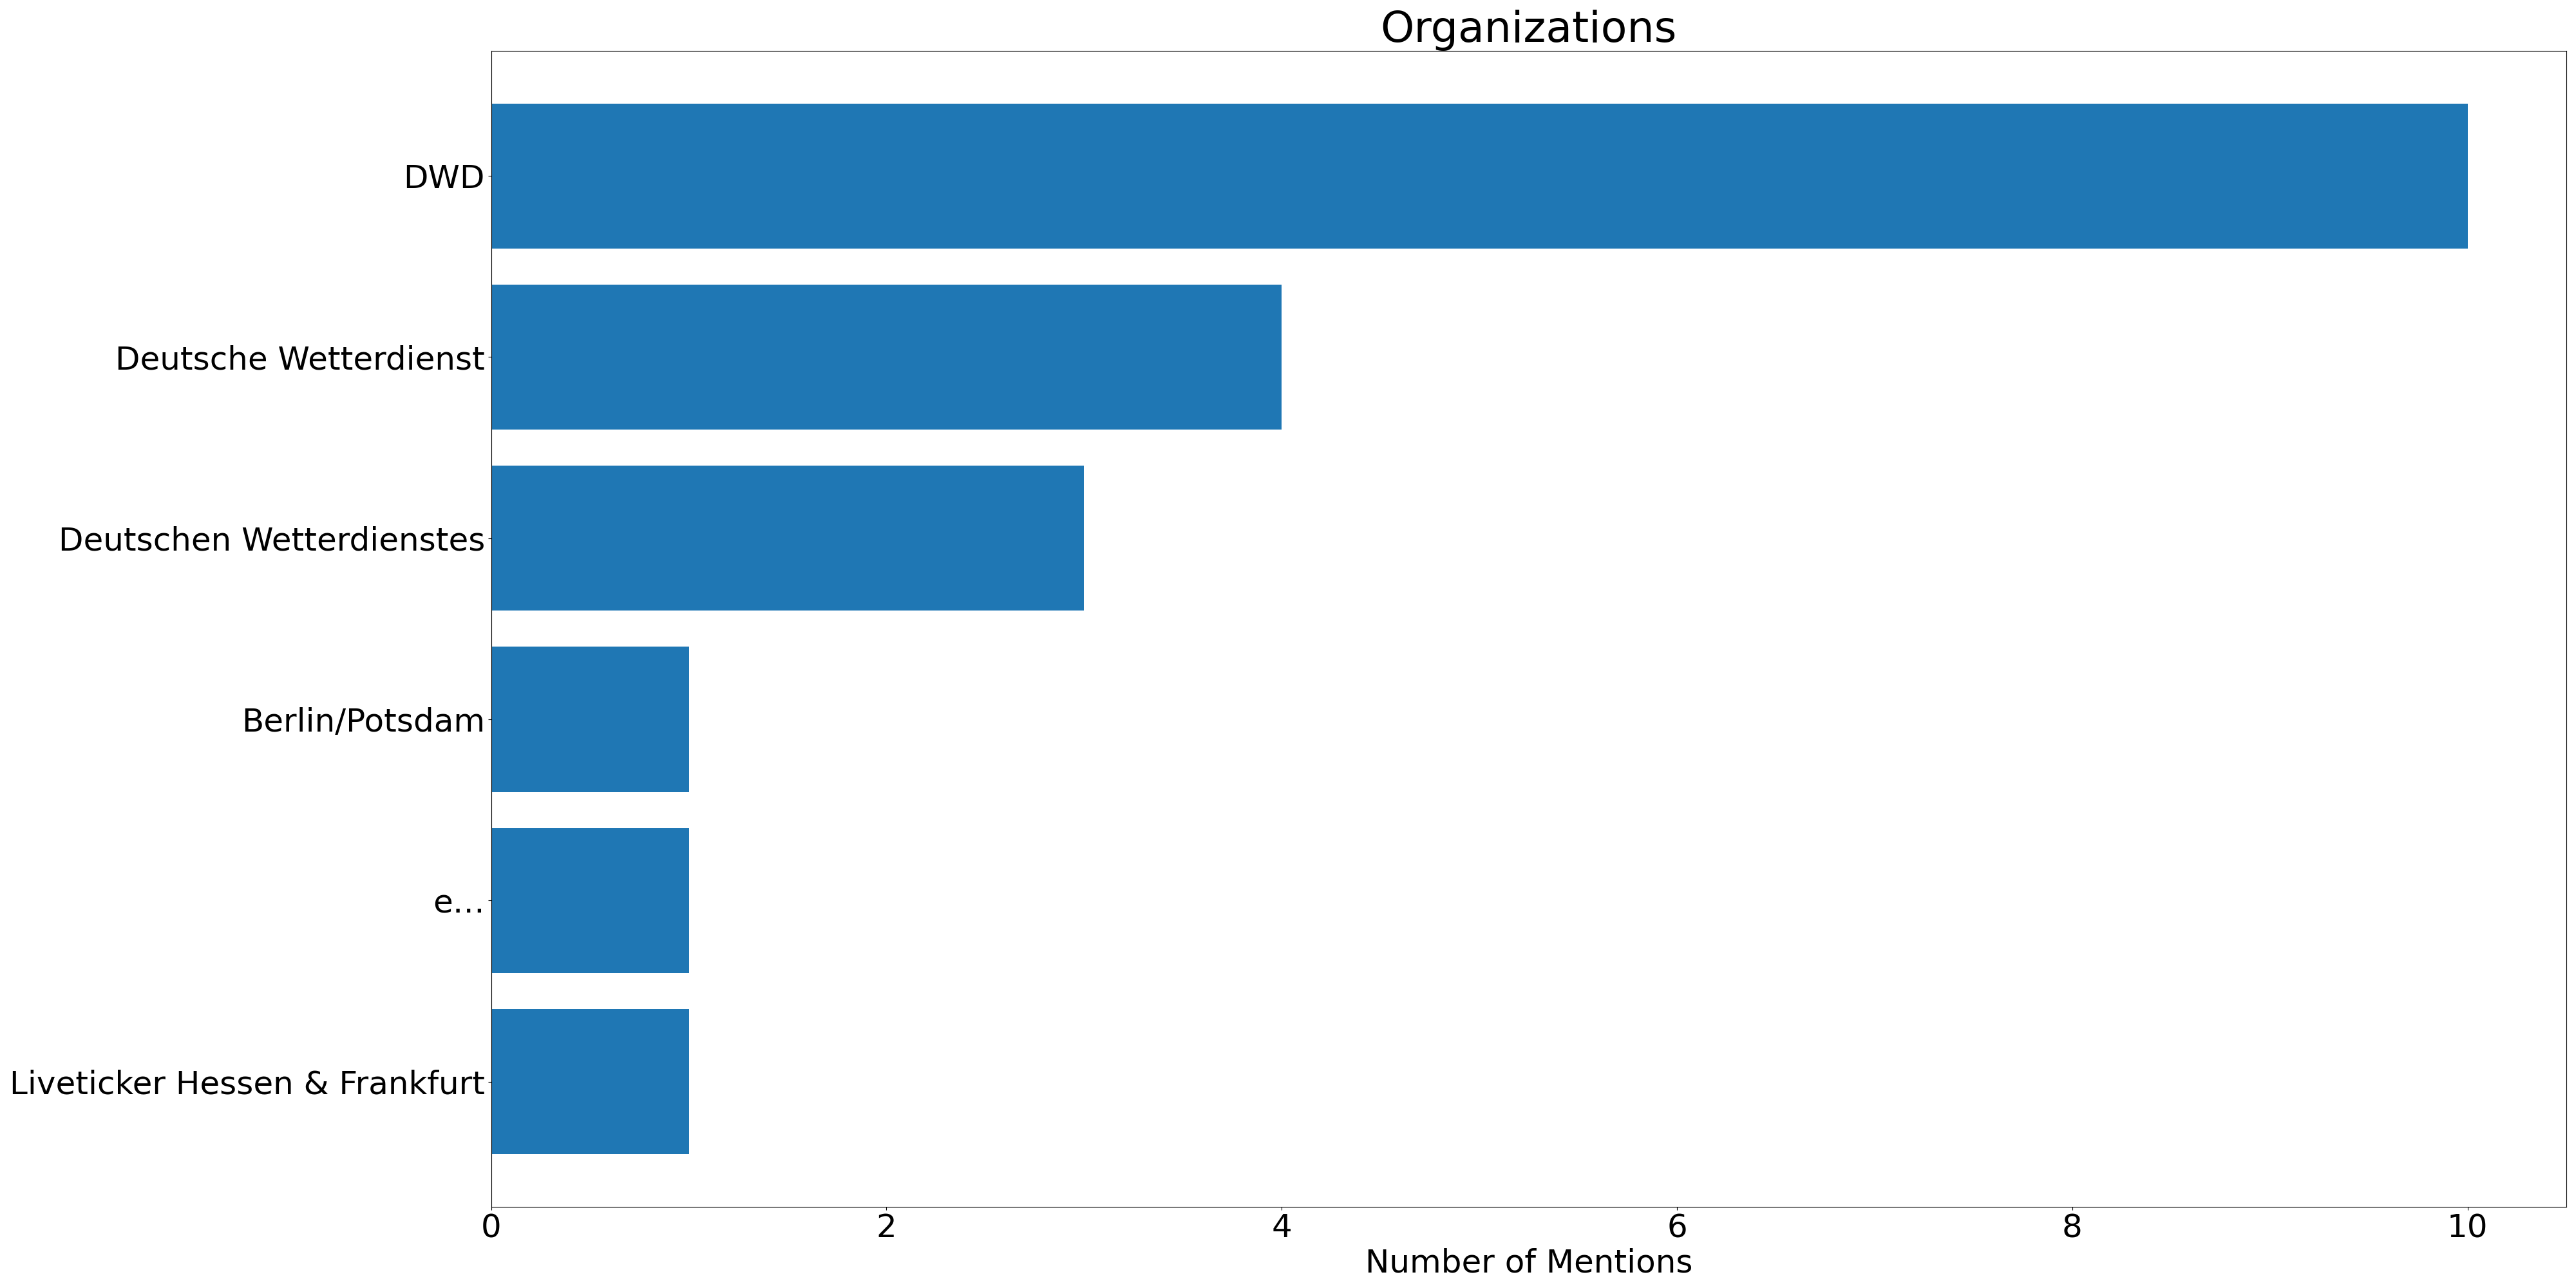 Organizations
DWD
Deutsche Wetterdienst
Deutschen Wetterdienstes
Berlin/Potsdam
e...
Liveticker Hessen & Frankfurt
0 2 4 6 8 10
Number of Mentions